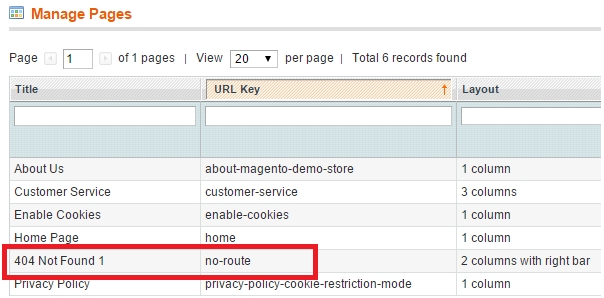 Manage Pages
Page 1 of 1 pages | View 20 per page | Total 6 records found
Title URL Key Layout
About Us about-magento-demo-store 1 column
Customer Service customer-service 3 columns
Enable Cookies enable-cookies 1 column
Home Page home 1 column
404 Not Found 1 no-route 2 columns with right bar
Privacy Policy privacy-policy-cookie-restriction-mode 1 column